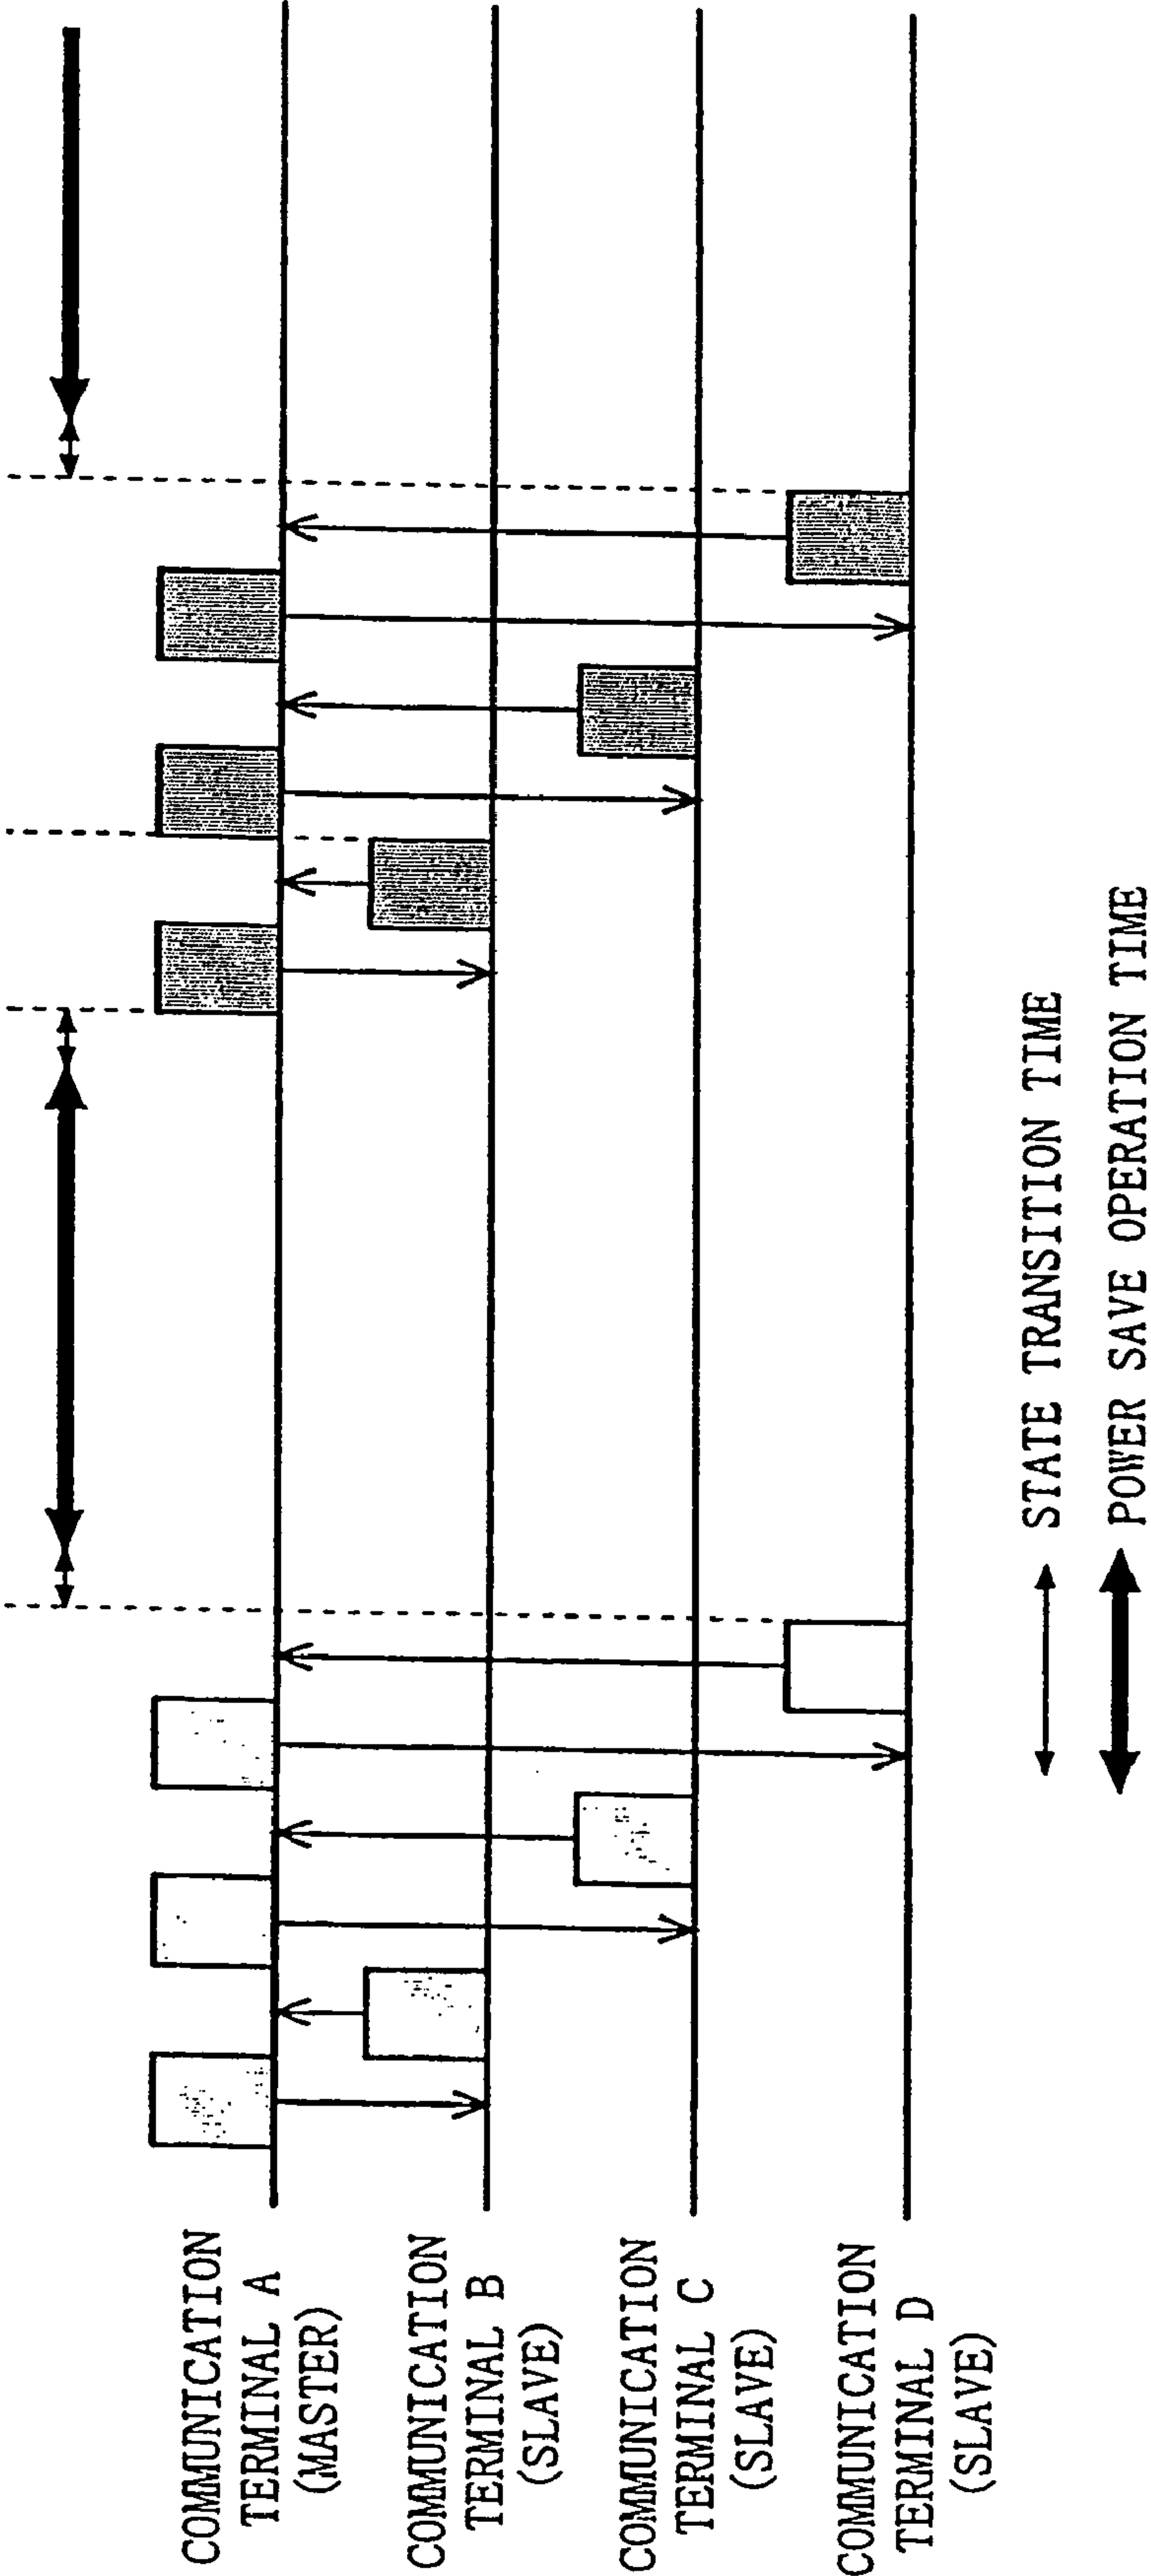 COMMUNICATION
TERMINAL A
(MASTER)
COMMUNICATION
TERMINAL B
(SLAVE)
COMMUNICATION
TERMINAL C
(SLAVE)
COMMUNICATION
TERMINAL D
(SLAVE)
STATE TRANSITION TIME
POWER SAVE OPERATION TIME